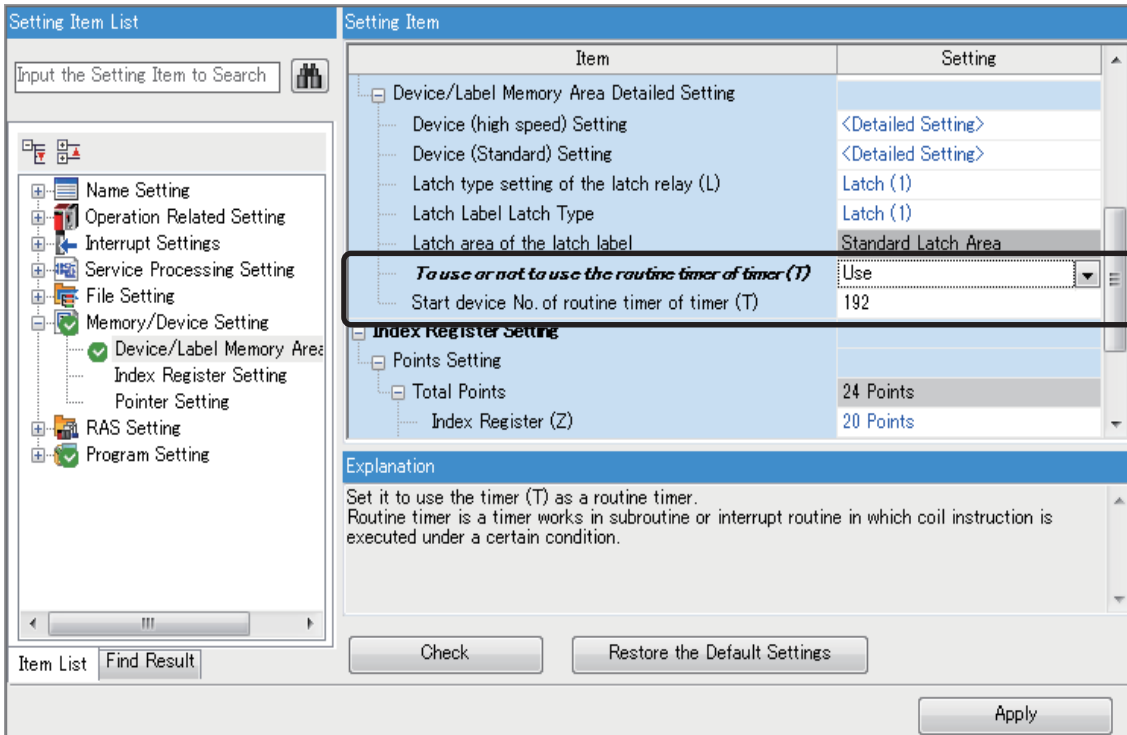 Setting Item List
Input the Setting Item to Search
Name Setting
Operation Related Setting
Interrupt Settings
Service Processing Setting
File Setting
Memory/Device Setting
Device/Label Memory Area
Index Register Setting
Pointer Setting
RAS Setting
Program Setting
Item List Find Result
Setting Item
Item Setting
Device/Label Memory Area Detailed Setting
Device (high speed) Setting <Detailed Setting>
Device (Standard) Setting <Detailed Setting>
Latch type setting of the latch relay (L) Latch (1)
Latch Label Latch Type Latch (1)
Latch area of the latch label Standard Latch Area
To use or not to use the routine timer of timer (T) Use
Start device No. of routine timer of timer (T) 192
Index Register Setting
Points Setting
Total Points 24 Points
Index Register (Z) 20 Points
Explanation
Set it to use the timer (T) as a routine timer.
Routine timer is a timer works in subroutine or interrupt routine in which coil instruction is
executed under a certain condition.
Check Restore the Default Settings
Apply